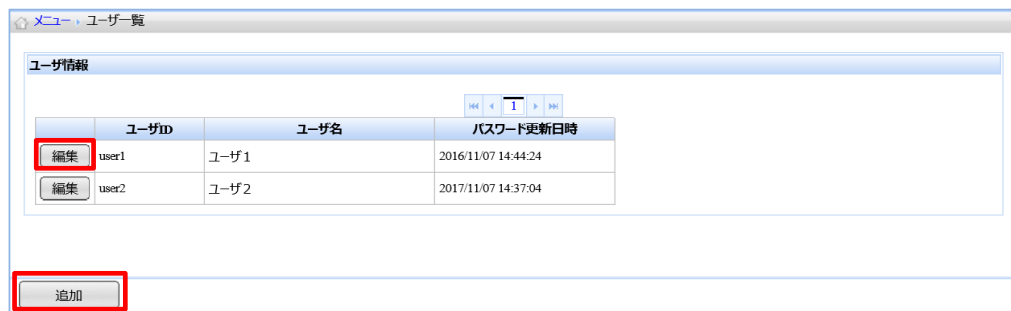 メニュー › ユーザ一覧
ユーザ情報
1
ユーザID ユーザ名 パスワード更新日時
編集 user1 ユーザ1 2016/11/07 14:44:24
編集 user2 ユーザ2 2017/11/07 14:37:04
追加